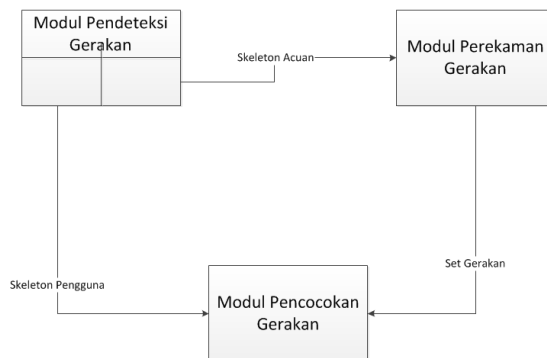 Modul Pendeteksi
Gerakan
Skeleton Acuan
Modul Perekaman
Gerakan
Skeleton Pengguna
Set Gerakan
Modul Pencocokan
Gerakan